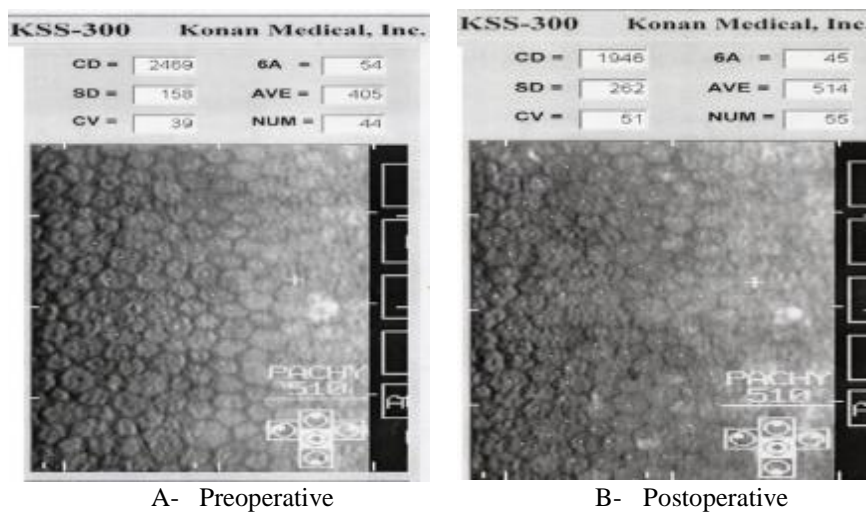 KSS-300 Konan Medical, Inc.
CD = 2469 6A = 54
SD = 158 AVE = 405
CV = 39 NUM = 44
PACHY
510
A- Preoperative
KSS-300 Konan Medical, Inc.
CD = 1946 6A = 45
SD = 262 AVE = 514
CV = 51 NUM = 55
PACHY
510
B- Postoperative